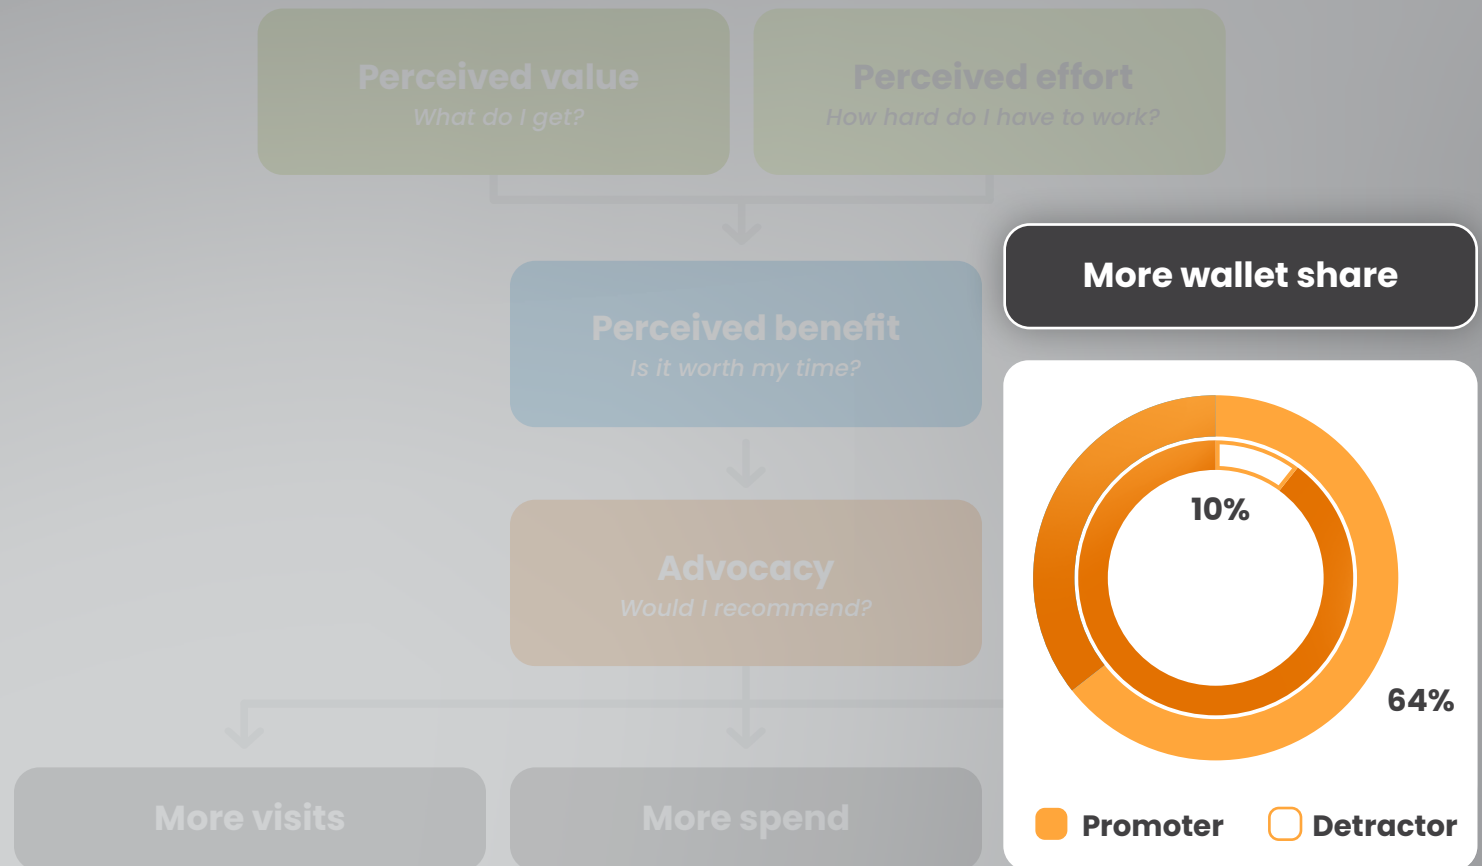 Perceived value
What do I get?
Perceived effort
How hard do I have to work?
More wallet share
Perceived benefit
Is it worth my time?
10%
Advocacy
Would I recommend?
64%
More visits
More spend
Promoter
Detractor